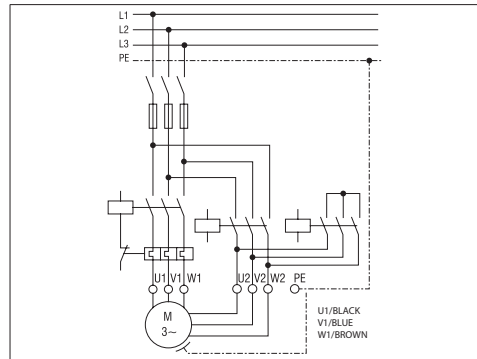 L1
L2
L3
PE
U1 V1 W1 U2 V2 W2 PE
M
3~
U1/BLACK
V1/BLUE
W1/BROWN